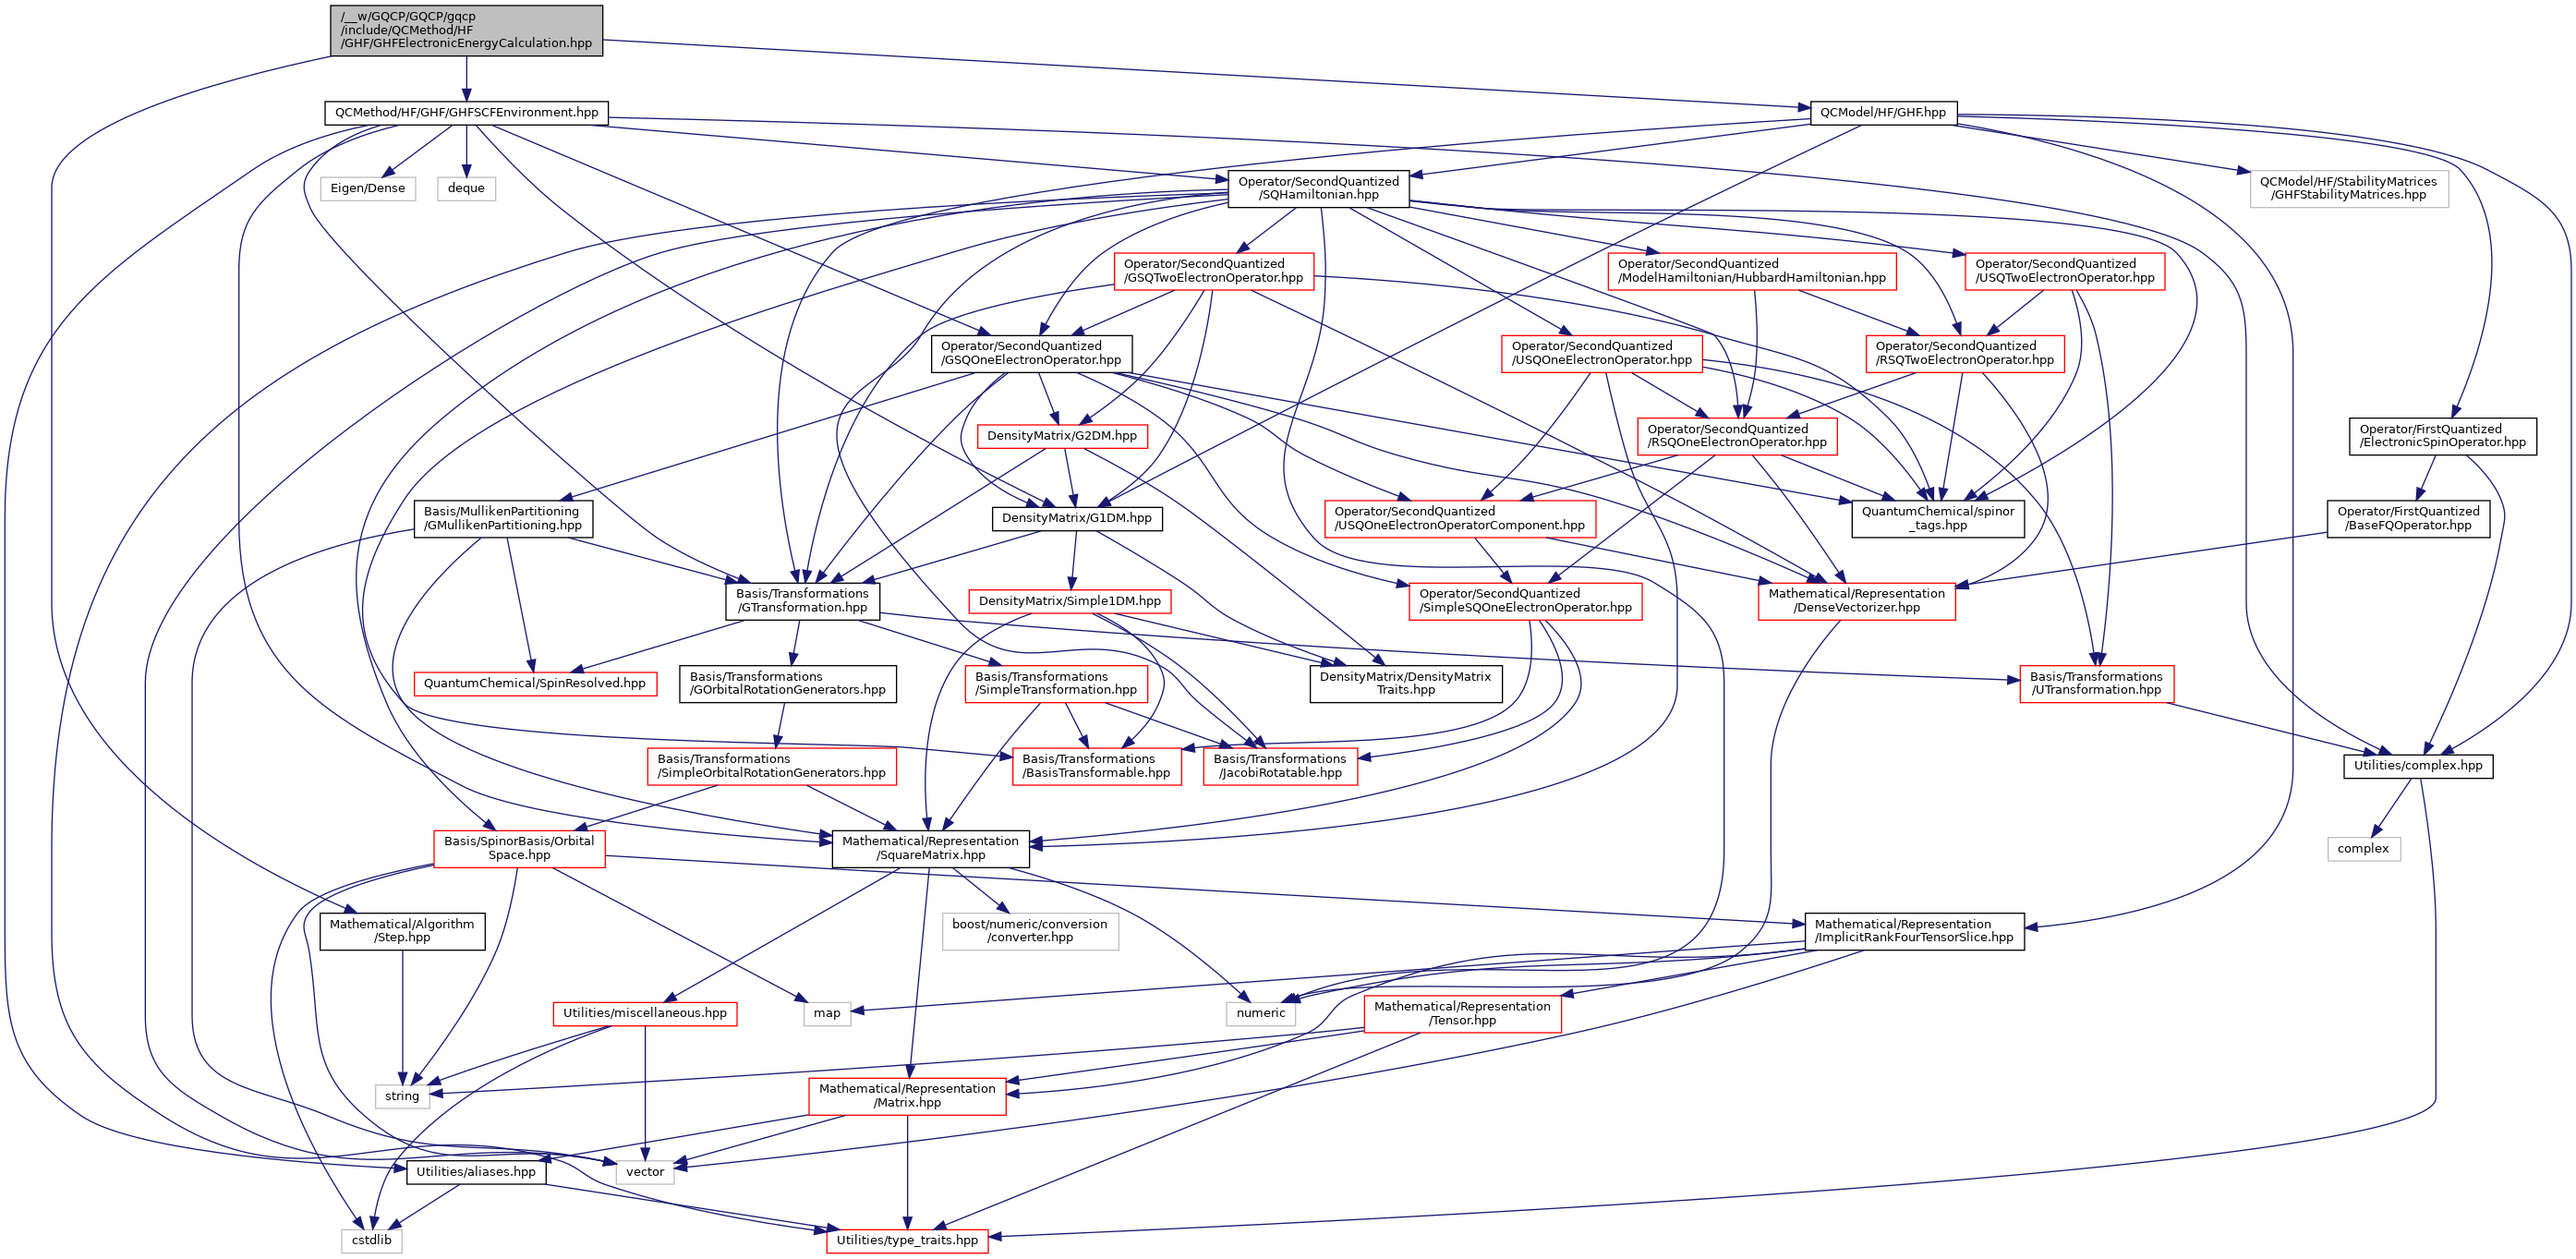 /__w/GQCP/GQCP/gqcp
/include/QCMethod/HF
/GHF/GHFElectronicEnergyCalculation.hpp
QCMethod/HF/GHF/GHFSCFEnvironment.hpp
QCModel/HF/GHF.hpp
Eigen/Dense
deque
Operator/SecondQuantized
/SQHamiltonian.hpp
QCModel/HF/StabilityMatrices
/GHFStabilityMatrices.hpp
Operator/SecondQuantized
/GSQTwoElectronOperator.hpp
Operator/SecondQuantized
/ModelHamiltonian/HubbardHamiltonian.hpp
Operator/SecondQuantized
/USQTwoElectronOperator.hpp
Operator/SecondQuantized
/GSQOneElectronOperator.hpp
Operator/SecondQuantized
/USQOneElectronOperator.hpp
Operator/SecondQuantized
/RSQTwoElectronOperator.hpp
DensityMatrix/G2DM.hpp
Operator/SecondQuantized
/RSQOneElectronOperator.hpp
Operator/FirstQuantized
/ElectronicSpinOperator.hpp
Basis/MullikenPartitioning
/GMullikenPartitioning.hpp
DensityMatrix/G1DM.hpp
Operator/SecondQuantized
/USQOneElectronOperatorComponent.hpp
QuantumChemical/spinor
_tags.hpp
Operator/FirstQuantized
/BaseFQOperator.hpp
Basis/Transformations
/GTransformation.hpp
DensityMatrix/Simple1DM.hpp
Operator/SecondQuantized
/SimpleSQOneElectronOperator.hpp
Mathematical/Representation
/DenseVectorizer.hpp
QuantumChemical/SpinResolved.hpp
Basis/Transformations
/GOrbitalRotationGenerators.hpp
Basis/Transformations
/SimpleTransformation.hpp
DensityMatrix/DensityMatrix
Traits.hpp
Basis/Transformations
/UTransformation.hpp
Basis/Transformations
/SimpleOrbitalRotationGenerators.hpp
Basis/Transformations
/BasisTransformable.hpp
Basis/Transformations
/JacobiRotatable.hpp
Utilities/complex.hpp
Basis/SpinorBasis/Orbital
Space.hpp
Mathematical/Representation
/SquareMatrix.hpp
complex
Mathematical/Algorithm
/Step.hpp
boost/numeric/conversion
/converter.hpp
Mathematical/Representation
/ImplicitRankFourTensorSlice.hpp
Utilities/miscellaneous.hpp
map
numeric
Mathematical/Representation
/Tensor.hpp
string
Mathematical/Representation
/Matrix.hpp
Utilities/aliases.hpp
vector
cstdlib
Utilities/type_traits.hpp